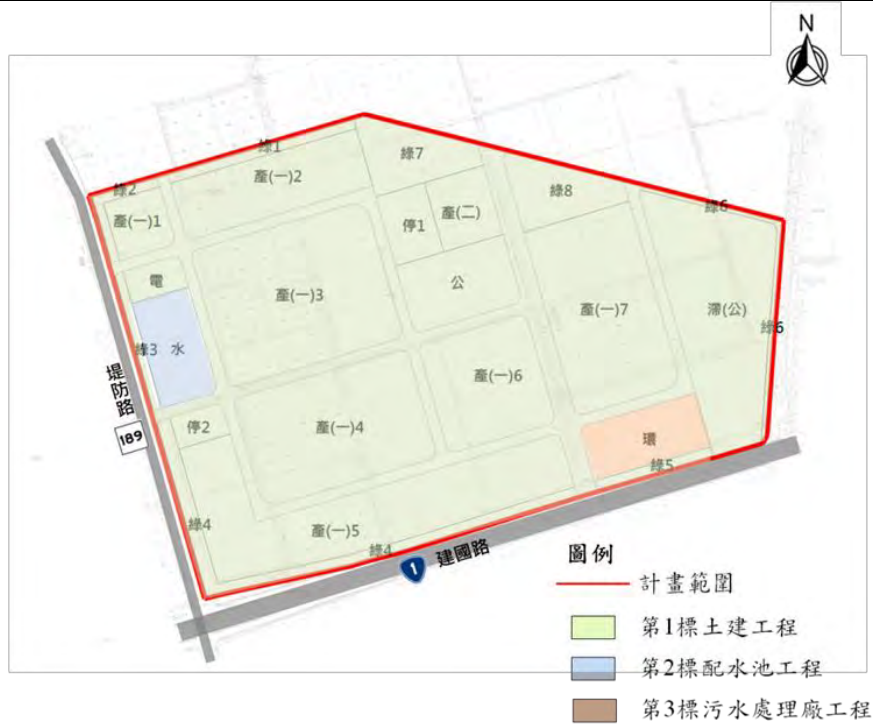 N
綠1
綠7
產(一)2
綠2
綠8
產(一)1
停1
產(二)
綠6
電
公
產(一)3
產(一)7
滯(公)
綠6
綠3
水
產(一)6
堤防路
189
停2
產(一)4
環
綠5
綠4
產(一)5
綠4
1
建國路
圖例
計畫範圍
第1標土建工程
第2標配水池工程
第3標污水處理廠工程